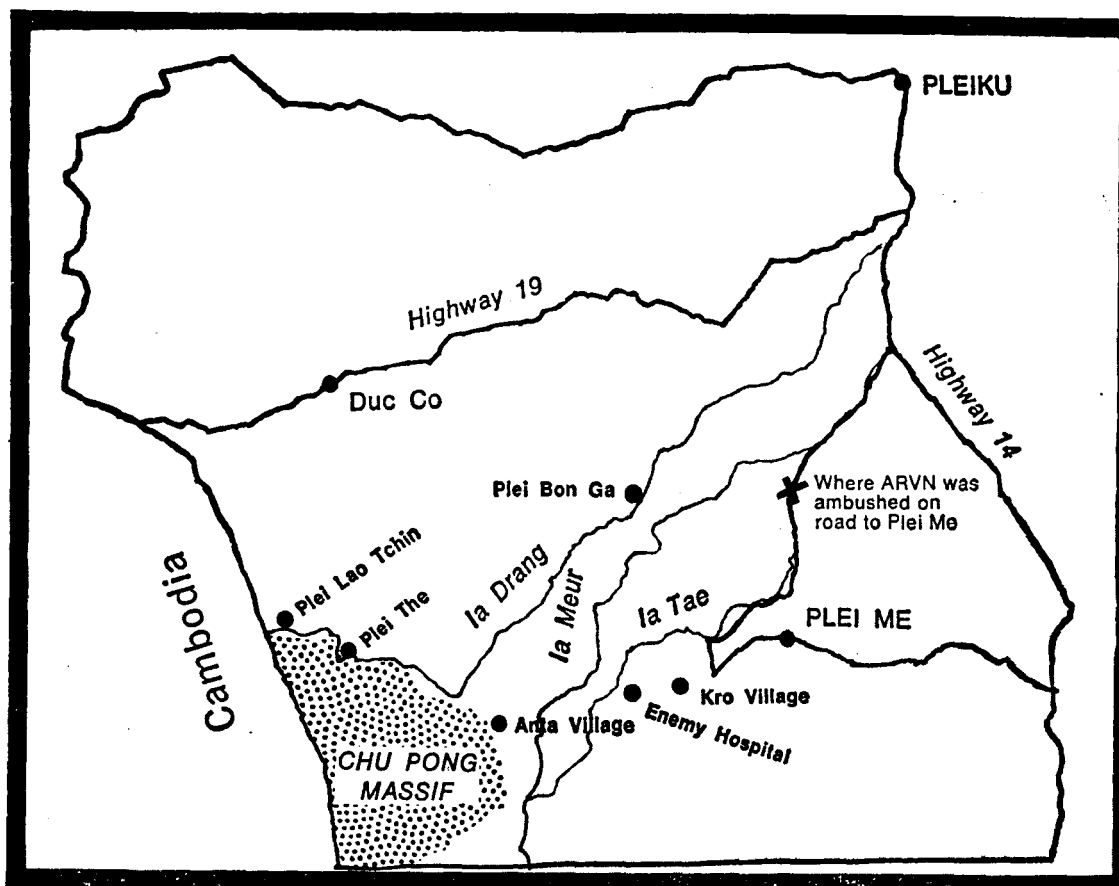 PLEIKU
Highway 19
Duc Co
Highway 14
Plei Bon Ga
Where ARVN was
ambushed on
road to Plei Me
Cambodia
Plei Lao Tchin
Plei The
Ia Drang
Ia Meur
Ia Tae
PLEI ME
Kro Village
Enemy Hospital
Anta Village
CHU PONG
MASSIF